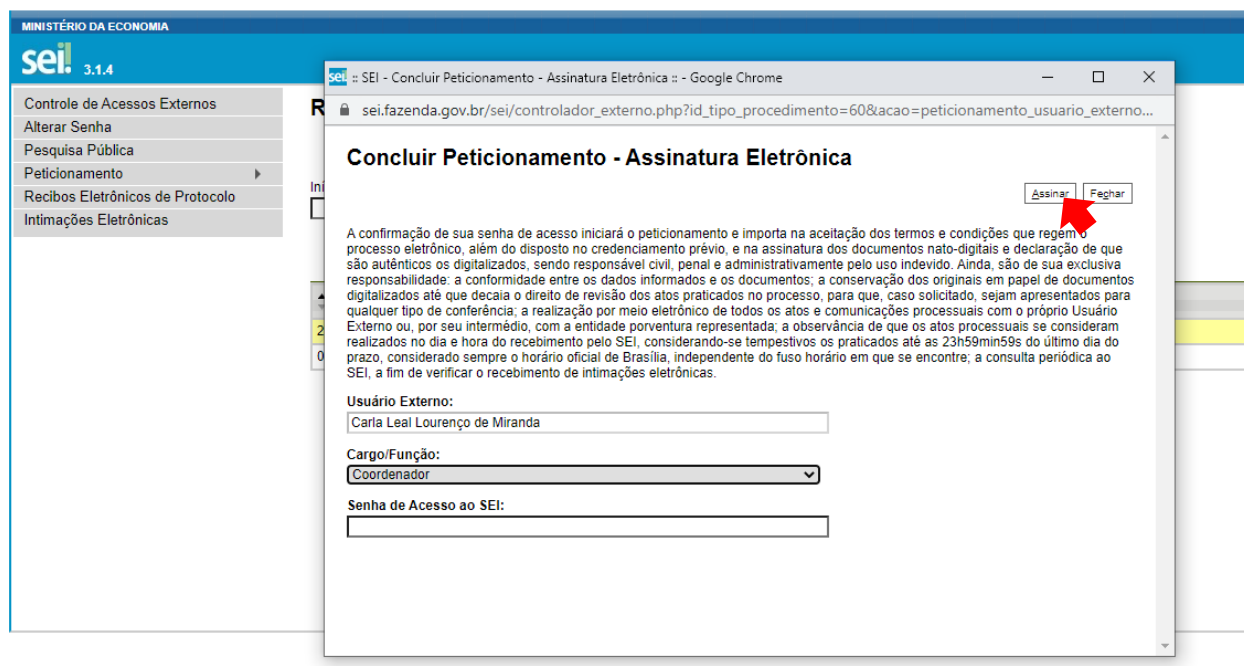 MINISTÉRIO DA ECONOMIA
sei! 3.1.4
Controle de Acessos Externos
Alterar Senha
Pesquisa Pública
Peticionamento
Recibos Eletrônicos de Protocolo
Intimações Eletrônicas
R
Iní
2
0
sei! :: SEI - Concluir Peticionamento - Assinatura Eletrônica :: - Google Chrome
sei.fazenda.gov.br/sei/controlador_externo.php?id_tipo_procedimento=60&acao=peticionamento_usuario_externo...
Concluir Peticionamento - Assinatura Eletrônica
Assinar Fechar
A confirmação de sua senha de acesso iniciará o peticionamento e importa na aceitação dos termos e condições que regem o
processo eletrônico, além do disposto no credenciamento prévio, e na assinatura dos documentos nato-digitais e declaração de que
são autênticos os digitalizados, sendo responsável civil, penal e administrativamente pelo uso indevido. Ainda, são de sua exclusiva
responsabilidade: a conformidade entre os dados informados e os documentos; a conservação dos originais em papel de documentos
digitalizados até que decaia o direito de revisão dos atos praticados no processo, para que, caso solicitado, sejam apresentados para
qualquer tipo de conferência; a realização por meio eletrônico de todos os atos e comunicações processuais com o próprio Usuário
Externo ou, por seu intermédio, com a entidade porventura representada; a observância de que os atos processuais se consideram
realizados no dia e hora do recebimento pelo SEI, considerando-se tempestivos os praticados até as 23h59min59s do último dia do
prazo, considerado sempre o horário oficial de Brasília, independente do fuso horário em que se encontre; a consulta periódica ao
SEI, a fim de verificar o recebimento de intimações eletrônicas.
Usuário Externo:
Carla Leal Lourenço de Miranda
Cargo/Função:
Coordenador
Senha de Acesso ao SEI: